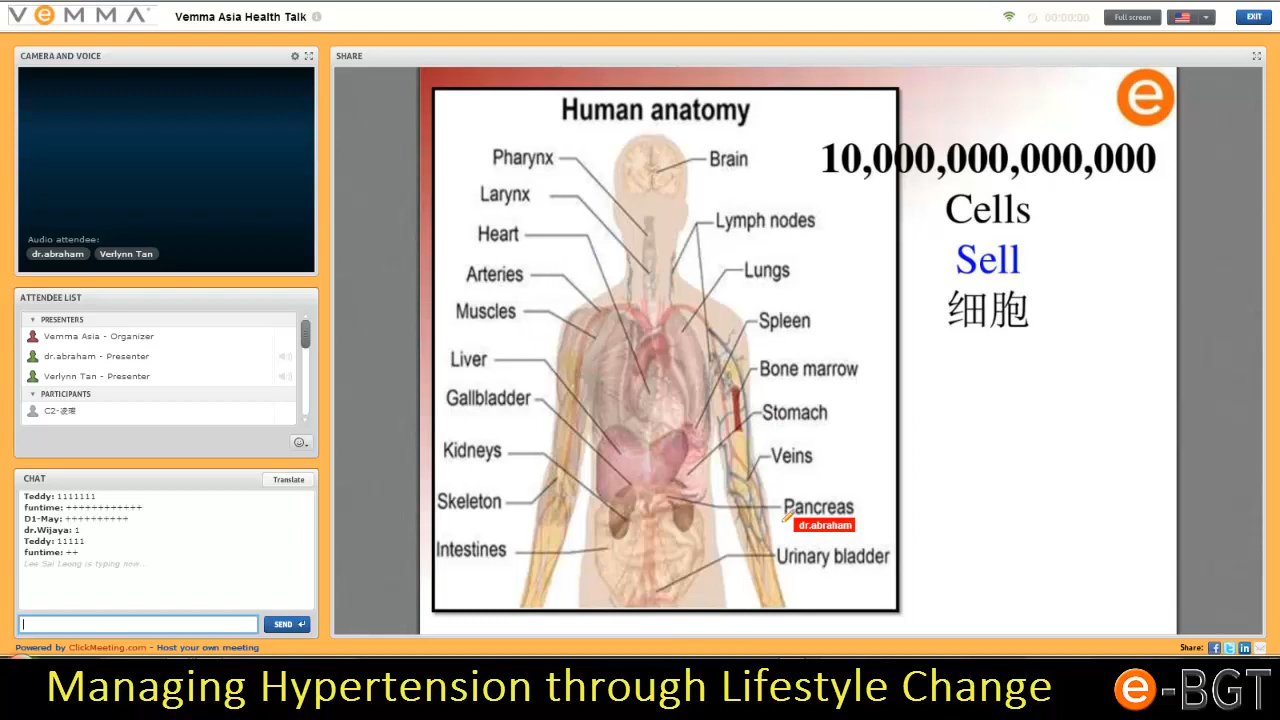 VEMMA
Vemma Asia Health Talk
00:00:00
Full screen
EXIT
CAMERA AND VOICE
Audio attendee:
dr.abraham
Verlynn Tan
ATTENDEE LIST
PRESENTERS
Vemma Asia - Organizer
dr.abraham - Presenter
Verlynn Tan - Presenter
PARTICIPANTS
CHAT
Translate
Teddy: 1111111
funtime: ++++++++++++
D1-May: ++++++++++
dr.Wijaya: 1
Teddy: 11111
funtime: ++
Lee Sai Leong is typing now...
SEND
Powered by ClickMeeting.com - Host your own meeting
SHARE
Human anatomy
Pharynx
Brain
Larynx
Lymph nodes
Heart
Lungs
Arteries
Muscles
Spleen
Liver
Bone marrow
Gallbladder
Stomach
Kidneys
Veins
Skeleton
Pancreas
dr.abraham
Intestines
Urinary bladder
e
10,000,000,000,000
Cells
Sell
细胞
Share:
Managing Hypertension through Lifestyle Change
e-BGT